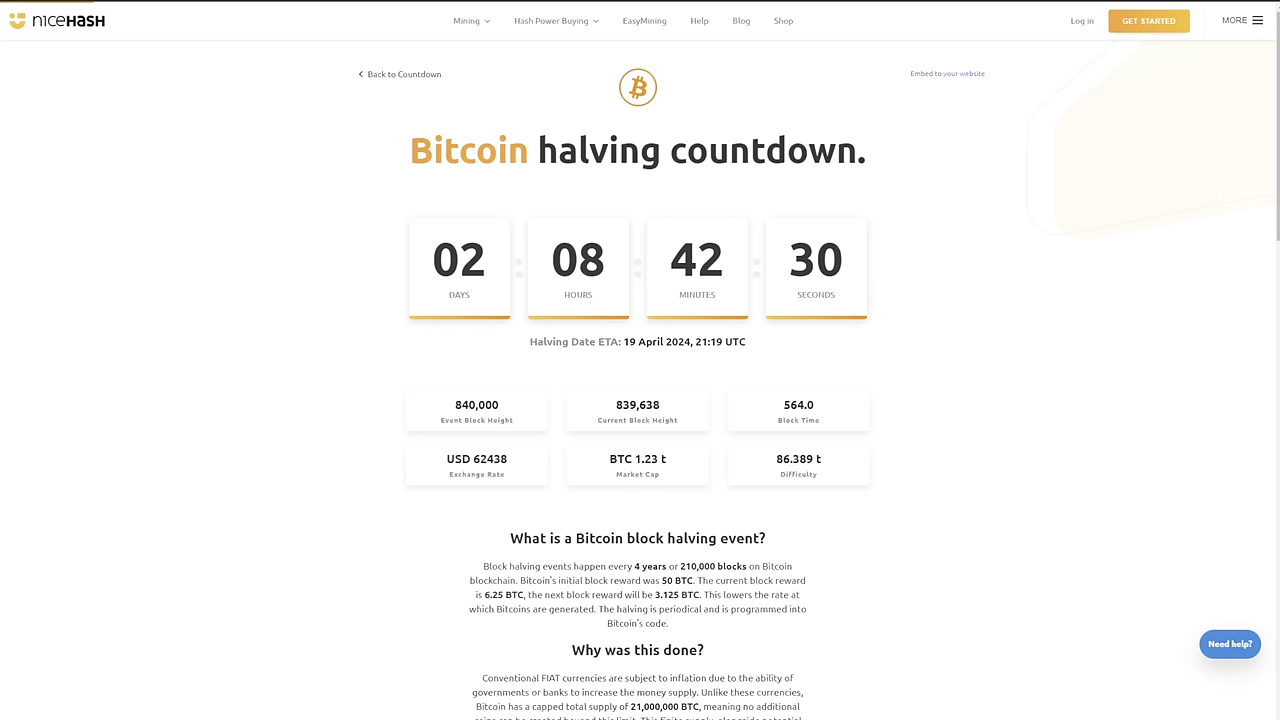 niceHASH
Mining
Hash Power Buying
EasyMining
Help
Blog
Shop
Log in
GET STARTED
MORE
Back to Countdown
Embed to your website
Bitcoin halving countdown.
02 : 08 : 42 : 30
DAYS HOURS MINUTES SECONDS
Halving Date ETA: 19 April 2024, 21:19 UTC
840,000
Event Block Height
839,638
Current Block Height
564.0
Block Time
USD 62438
Exchange Rate
BTC 1.23 t
Market Cap
86.389 t
Difficulty
What is a Bitcoin block halving event?
Block halving events happen every 4 years or 210,000 blocks on Bitcoin
blockchain. Bitcoin's initial block reward was 50 BTC. The current block reward
is 6.25 BTC, the next block reward will be 3.125 BTC. This lowers the rate at
which Bitcoins are generated. The halving is periodical and is programmed into
Bitcoin's code.
Why was this done?
Conventional FIAT currencies are subject to inflation due to the ability of
governments or banks to increase the money supply. Unlike these currencies,
Bitcoin has a capped total supply of 21,000,000 BTC, meaning no additional
Need help?